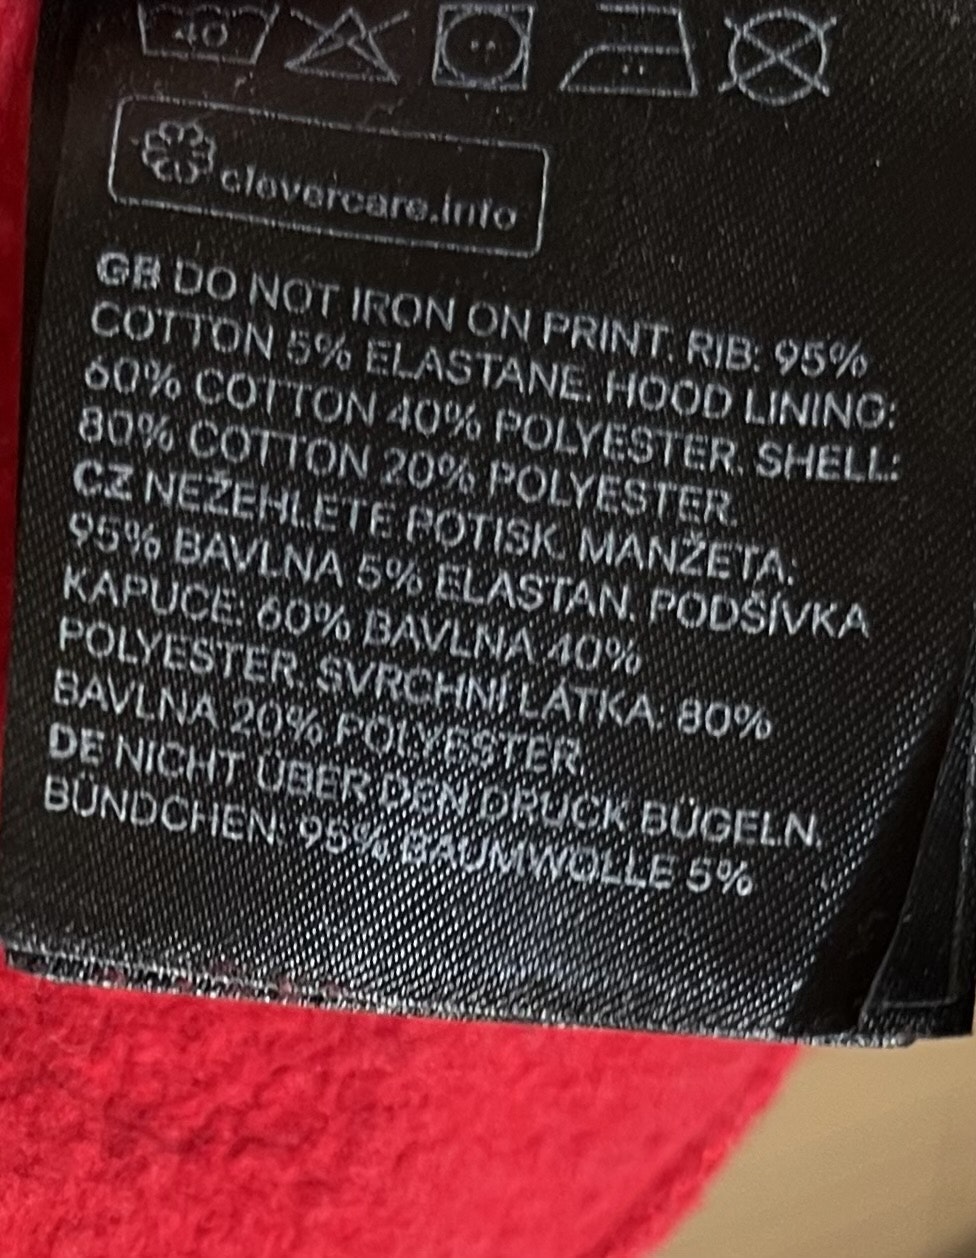 40
clevercare.info
GB DO NOT IRON ON PRINT. RIB: 95%
COTTON 5% ELASTANE. HOOD LINING:
60% COTTON 40% POLYESTER. SHELL:
80% COTTON 20% POLYESTER.
CZ NEŽEHLETE POTISK. MANŽETA:
95% BAVLNA 5% ELASTAN. PODŠÍVKA
KAPUCE: 60% BAVLNA 40%
POLYESTER. SVRCHNÍ LÁTKA: 80%
BAVLNA 20% POLYESTER.
DE NICHT ÜBER DEN DRUCK BÜGELN.
BÜNDCHEN: 95% BAUMWOLLE 5%